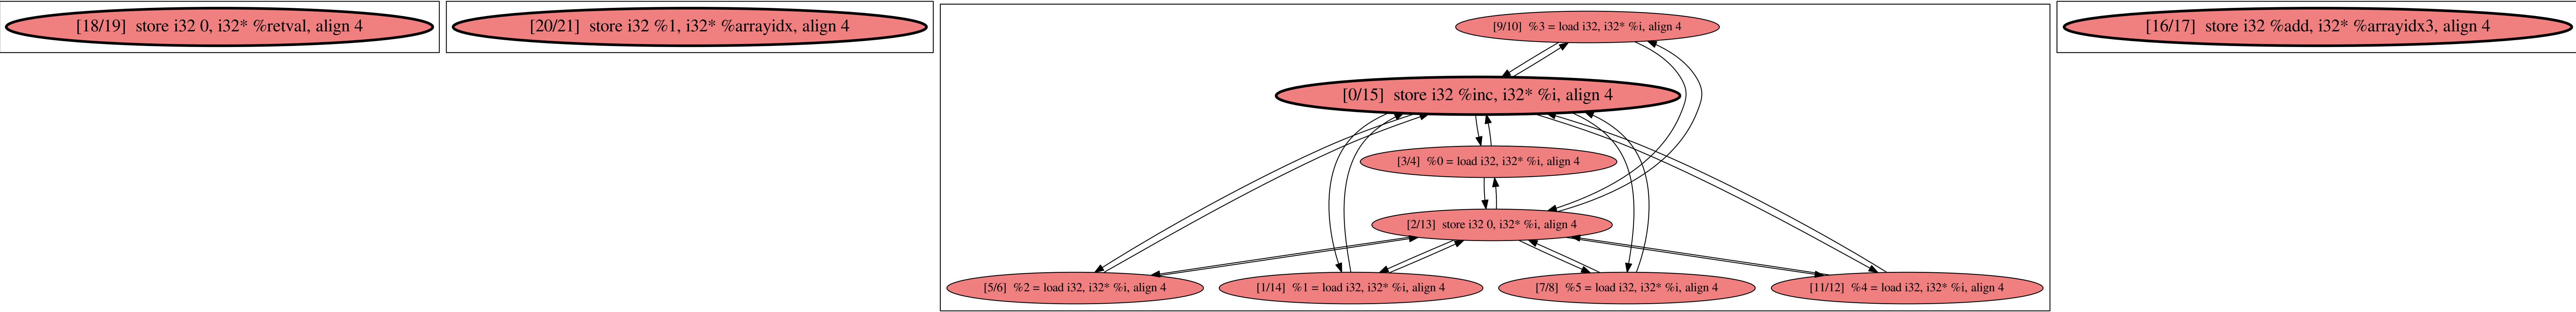 [18/19]  store i32 0, i32* %retval, align 4
[20/21]  store i32 %1, i32* %arrayidx, align 4
[9/10]  %3 = load i32, i32* %i, align 4
[16/17]  store i32 %add, i32* %arrayidx3, align 4
[0/15]  store i32 %inc, i32* %i, align 4
[3/4]  %0 = load i32, i32* %i, align 4
[2/13]  store i32 0, i32* %i, align 4
[5/6]  %2 = load i32, i32* %i, align 4
[1/14]  %1 = load i32, i32* %i, align 4
[7/8]  %5 = load i32, i32* %i, align 4
[11/12]  %4 = load i32, i32* %i, align 4